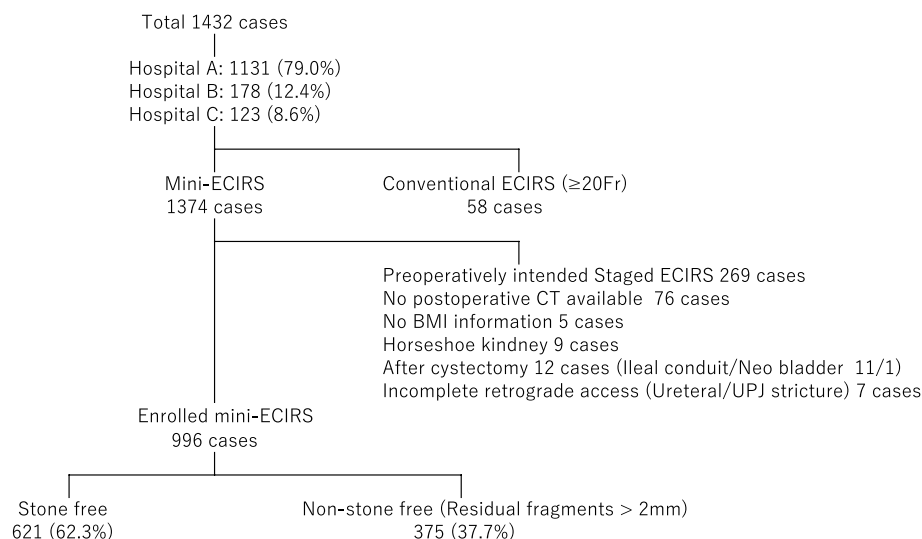 Total 1432 cases
Hospital A: 1131 (79.0%)
Hospital B: 178 (12.4%)
Hospital C: 123 (8.6%)
Mini-ECIRS
1374 cases
Conventional ECIRS (≥20Fr)
58 cases
Preoperatively intended Staged ECIRS 269 cases
No postoperative CT available 76 cases
No BMI information 5 cases
Horseshoe kindney 9 cases
After cystectomy 12 cases (Ileal conduit/Neo bladder 11/1)
Incomplete retrograde access (Ureteral/UPJ stricture) 7 cases
Enrolled mini-ECIRS
996 cases
Stone free
621 (62.3%)
Non-stone free (Residual fragments > 2mm)
375 (37.7%)